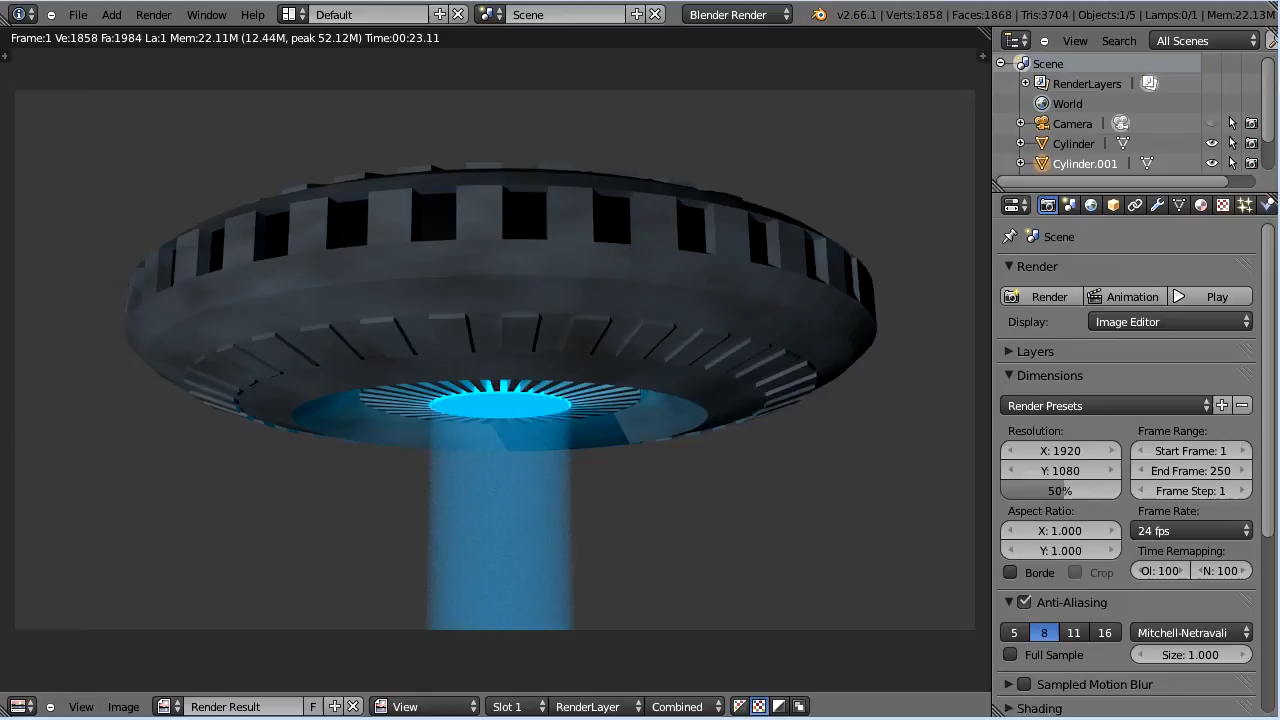 File Add Render Window Help Default Scene Blender Render v2.66.1 | Verts:1858 | Faces:1868 | Tris:3704 | Objects:1/5 | Lamps:0/1 | Mem:22.13M
Frame:1 Ve:1858 Fa:1984 La:1 Mem:22.11M (12.44M, peak 52.12M) Time:00:23.11
View Search All Scenes
Scene
RenderLayers |
World
Camera |
Cylinder |
Cylinder.001 |
Scene
Render
Render Animation Play
Display: Image Editor
Layers
Dimensions
Render Presets
Resolution: Frame Range:
X: 1920 Start Frame: 1
Y: 1080 End Frame: 250
50% Frame Step: 1
Aspect Ratio: Frame Rate:
X: 1.000 24 fps
Y: 1.000 Time Remapping:
Borde Crop Ol: 100 N: 100
Anti-Aliasing
5 8 11 16 Mitchell-Netravali
Full Sample Size: 1.000
Sampled Motion Blur
Shading
View Image Render Result F View Slot 1 RenderLayer Combined